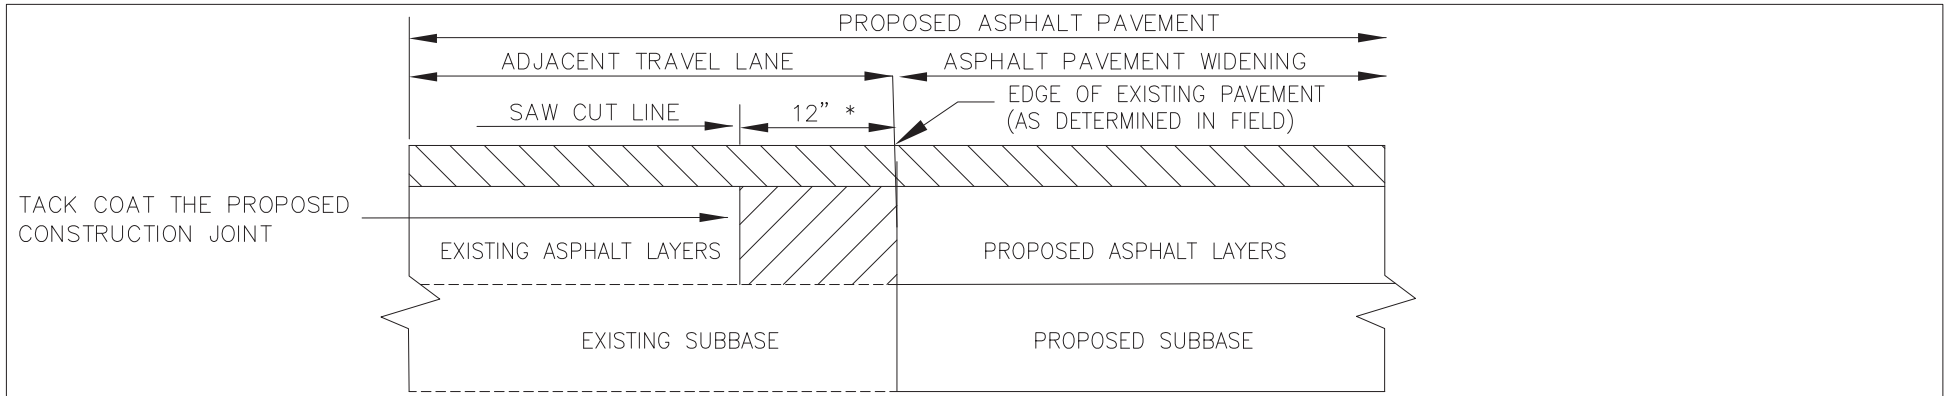 PROPOSED ASPHALT PAVEMENT
ADJACENT TRAVEL LANE
ASPHALT PAVEMENT WIDENING
SAW CUT LINE
12” *
EDGE OF EXISTING PAVEMENT
(AS DETERMINED IN FIELD)
TACK COAT THE PROPOSED
CONSTRUCTION JOINT
EXISTING ASPHALT LAYERS
PROPOSED ASPHALT LAYERS
EXISTING SUBBASE
PROPOSED SUBBASE